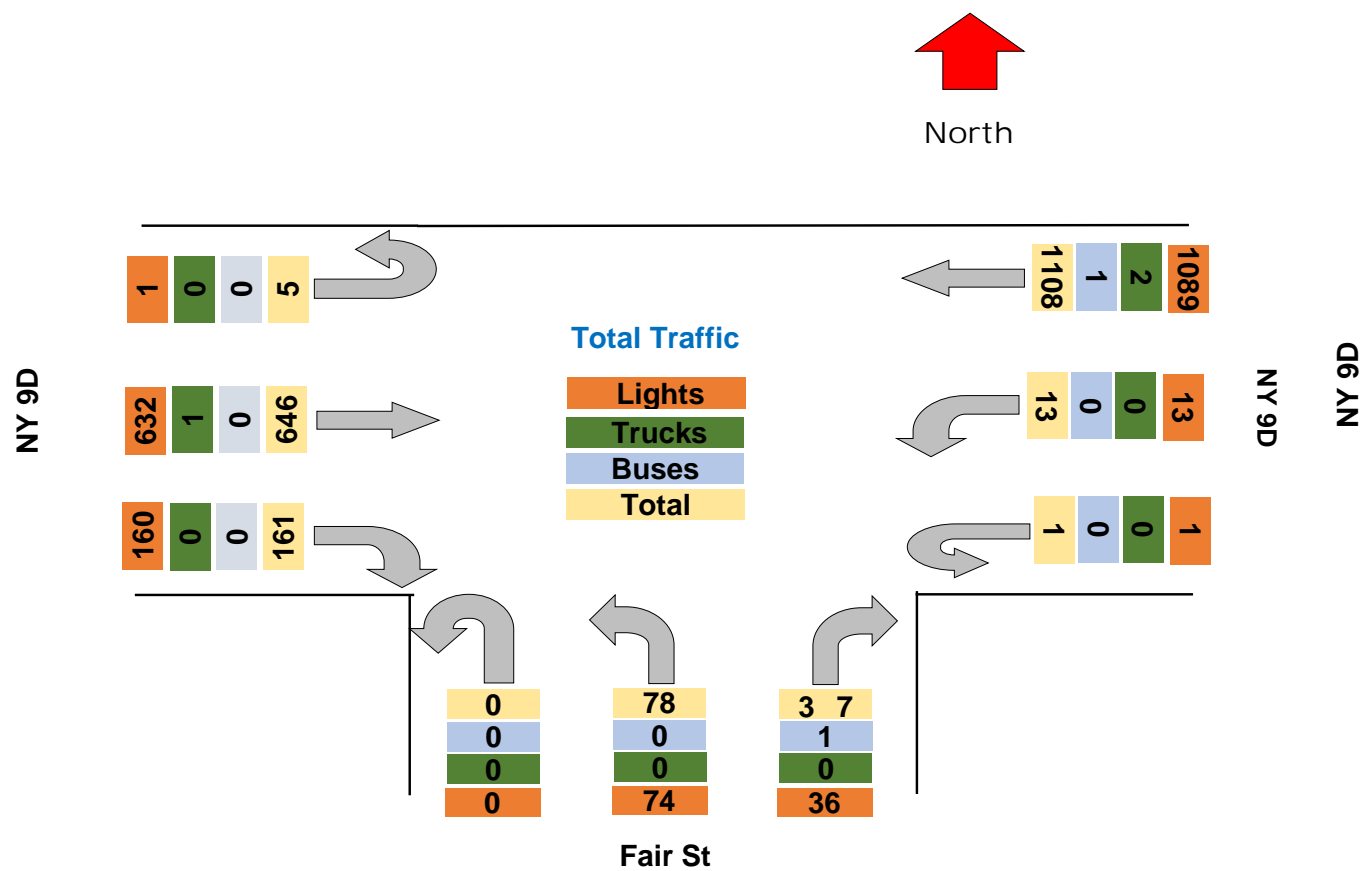 North
1 0 0 5
1108 1 2 1089
Total Traffic
Lights
Trucks
Buses
Total
NY 9D
632 1 0 646
13 0 0 13
NY 9D
NY 9D
160 0 0 161
1 0 0 1
0 78 3 7
0 0 1
0 0 0
0 74 36
Fair St